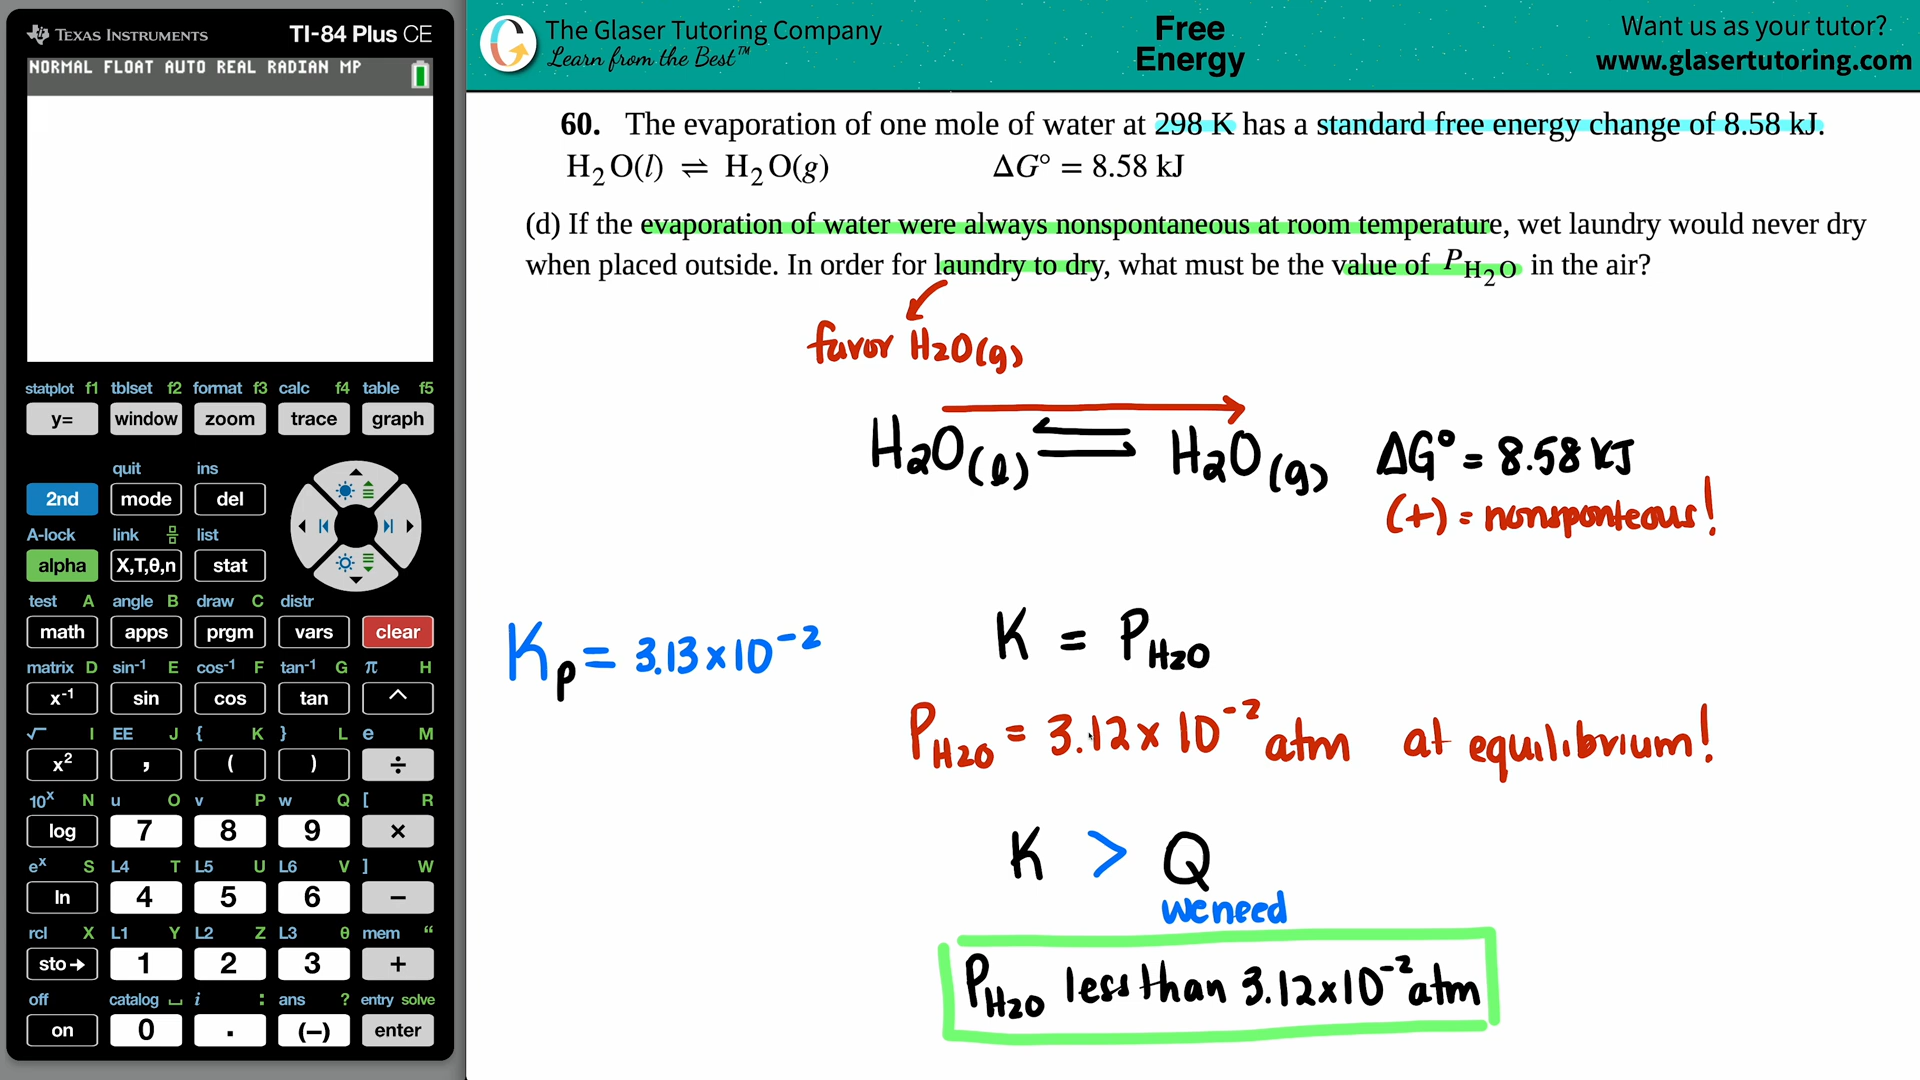 TEXAS INSTRUMENTS TI-84 Plus CE
NORMAL FLOAT AUTO REAL RADIAN MP
statplot f1 tblset f2 format f3 calc f4 table f5
y= window zoom trace graph
quit ins
2nd mode del
A-lock link list
alpha X,T,θ,n stat
test A angle B draw C distr
math apps prgm vars clear
matrix D sin⁻¹ E cos⁻¹ F tan⁻¹ G π H
x⁻¹ sin cos tan ^
√ I EE J { K } L e M
x² , ( ) ÷
10ˣ N u O v P w Q [ R
log 7 8 9 ×
eˣ S L4 T L5 U L6 V ] W
ln 4 5 6 −
rcl X L1 Y L2 Z L3 θ mem “
sto→ 1 2 3 +
off catalog ⎵ i : ans ? entry solve
on 0 . (−) enter
The Glaser Tutoring Company
Learn from the Best™
Free
Energy
Want us as your tutor?
www.glasertutoring.com
60. The evaporation of one mole of water at 298 K has a standard free energy change of 8.58 kJ.
H₂O(l) ⇌ H₂O(g) ΔG° = 8.58 kJ
(d) If the evaporation of water were always nonspontaneous at room temperature, wet laundry would never dry
when placed outside. In order for laundry to dry, what must be the value of P_H₂O in the air?
favor H₂O(g)
H₂O(l) ⇌ H₂O(g) ΔG° = 8.58 KJ
(+) = nonsponteous!
Kp = 3.13x10⁻²
K = P_H₂O
P_H₂O = 3.12 x 10⁻² atm at equilibrium!
K > Q
we need
P_H₂O less than 3.12x10⁻² atm